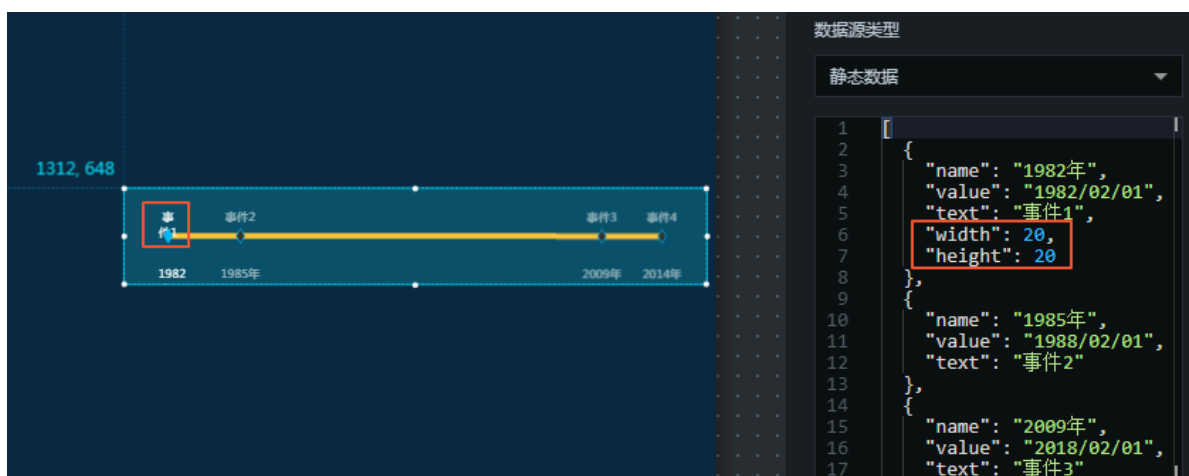 数据源类型
静态数据
1312, 648
事
件1
事件2
事件3
事件4
1982
1985年
2009年
2014年
1 [
2 {
3 "name": "1982年",
4 "value": "1982/02/01",
5 "text": "事件1",
6 "width": 20,
7 "height": 20
8 },
9 {
10 "name": "1985年",
11 "value": "1988/02/01",
12 "text": "事件2"
13 },
14 {
15 "name": "2009年",
16 "value": "2018/02/01",
17 "text": "事件3"